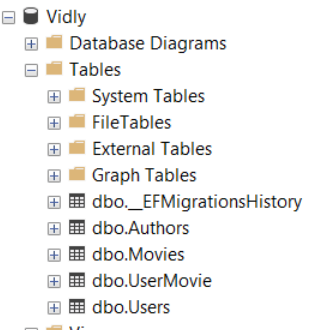 Vidly
Database Diagrams
Tables
System Tables
FileTables
External Tables
Graph Tables
dbo.__EFMigrationsHistory
dbo.Authors
dbo.Movies
dbo.UserMovie
dbo.Users